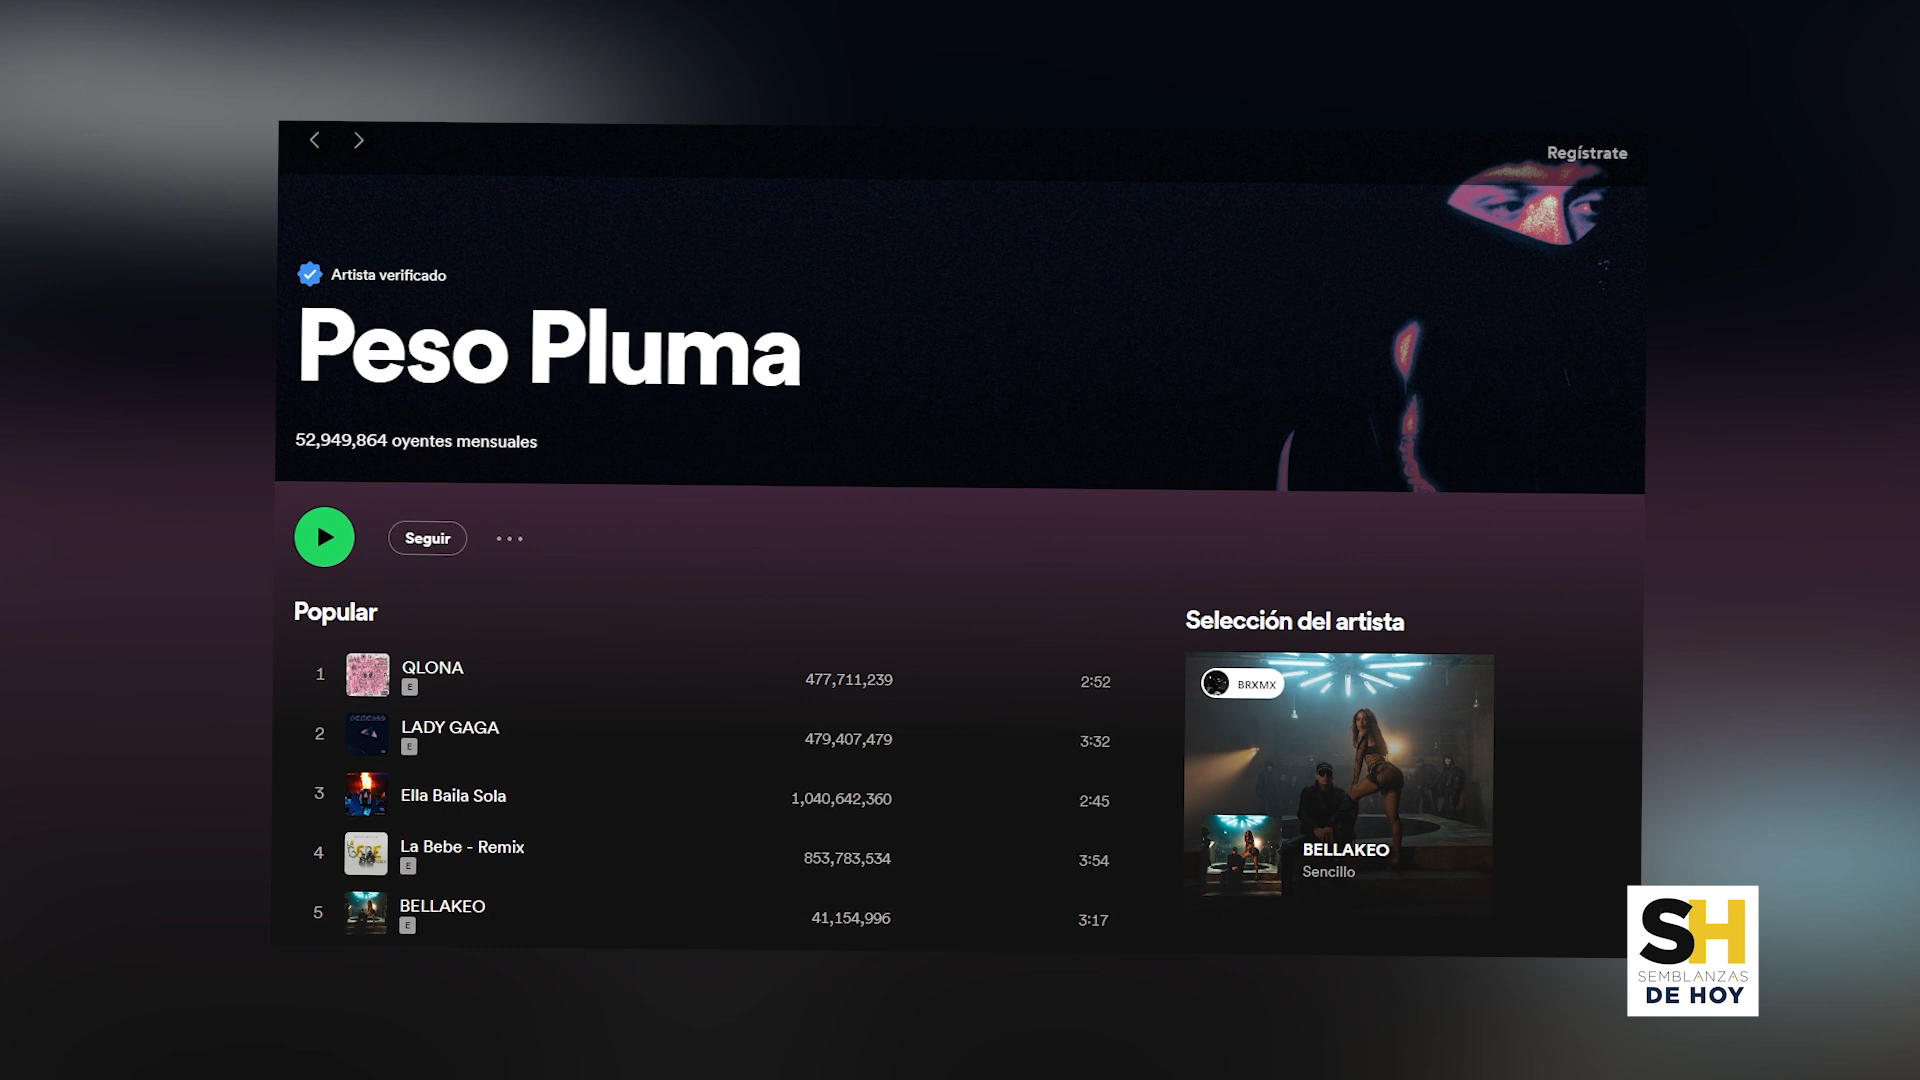 Regístrate
Artista verificado
Peso Pluma
52,949,864 oyentes mensuales
Seguir
Popular
1 QLONA 477,711,239 2:52
E
2 LADY GAGA 479,407,479 3:32
E
3 Ella Baila Sola 1,040,642,360 2:45
4 La Bebe - Remix 853,783,534 3:54
E
5 BELLAKEO 41,154,996 3:17
E
Selección del artista
BRXMX
BELLAKEO
Sencillo
SH
SEMBLANZAS
DE HOY